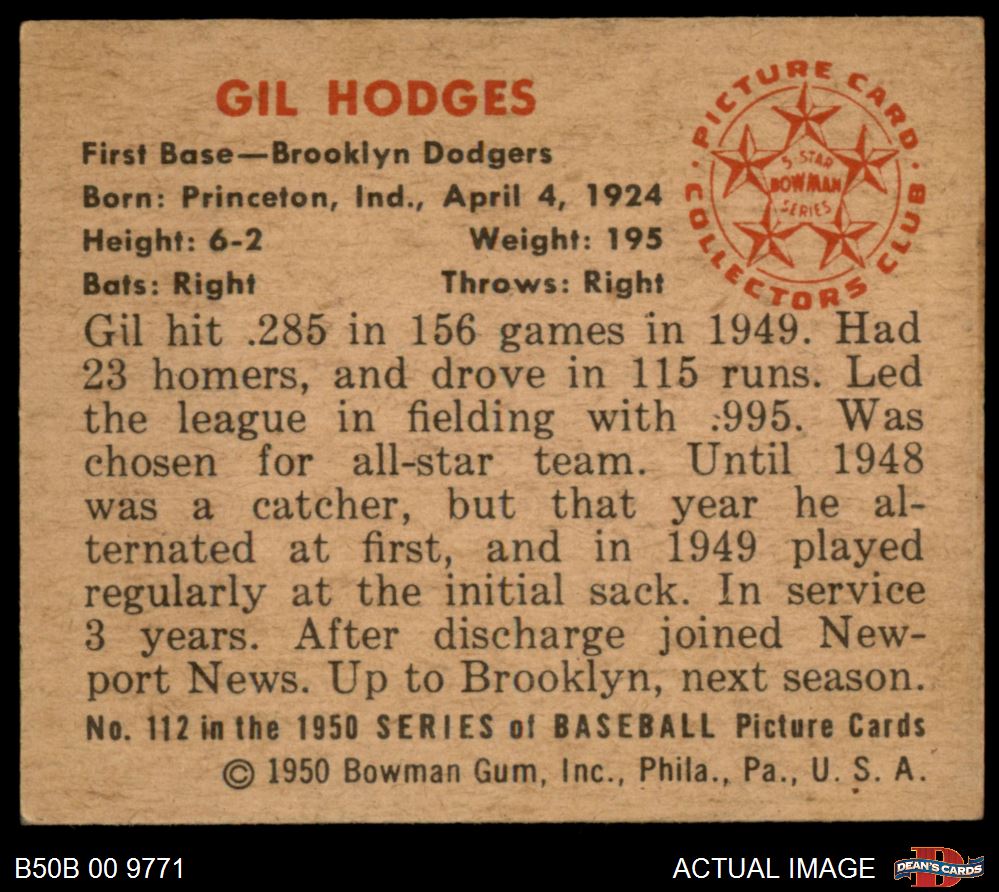 GIL HODGES
First Base—Brooklyn Dodgers
Born: Princeton, Ind., April 4, 1924
Height: 6-2 Weight: 195
Bats: Right Throws: Right
PICTURE CARD
COLLECTORS CLUB
5-STAR
BOWMAN
SERIES
Gil hit .285 in 156 games in 1949. Had
23 homers, and drove in 115 runs. Led
the league in fielding with .995. Was
chosen for all-star team. Until 1948
was a catcher, but that year he al-
ternated at first, and in 1949 played
regularly at the initial sack. In service
3 years. After discharge joined New-
port News. Up to Brooklyn, next season.
No. 112 in the 1950 SERIES of BASEBALL Picture Cards
© 1950 Bowman Gum, Inc., Phila., Pa., U. S. A.
B50B 00 9771
ACTUAL IMAGE
D
DEAN'S CARDS